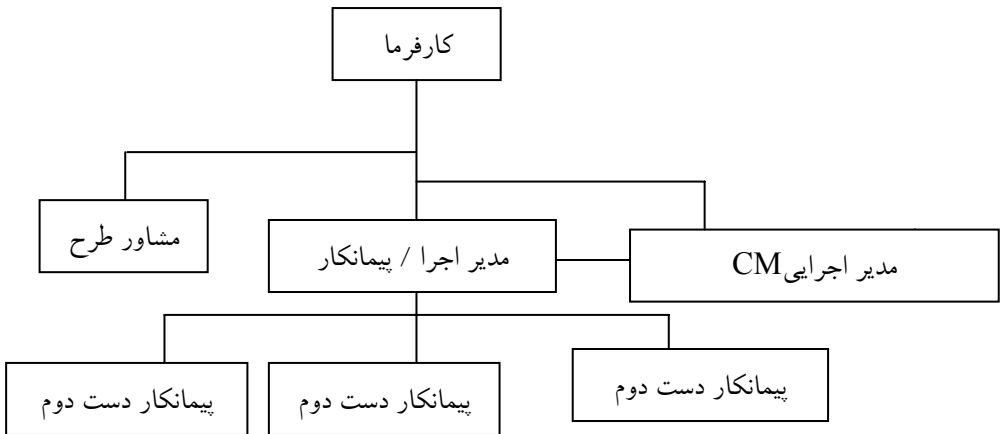 کارفرما
مشاور طرح
مدیر اجرا / پیمانکار
مدیر اجراییCM
پیمانکار دست دوم
پیمانکار دست دوم
پیمانکار دست دوم